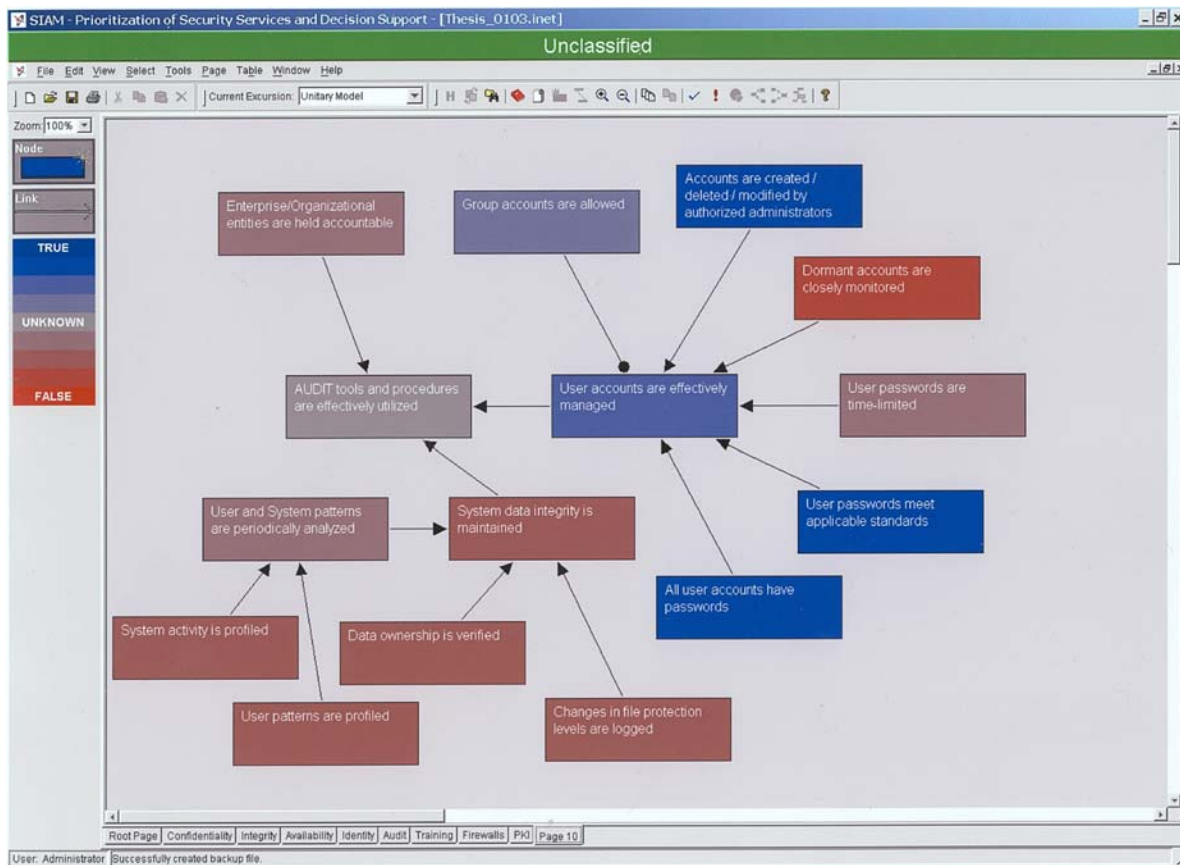 SIAM - Prioritization of Security Services and Decision Support - [Thesis_0103.inet]
Unclassified
File Edit View Select Tools Page Table Window Help
Current Excursion: Unitary Model
H
Zoom: 100%
Node
Link
TRUE
UNKNOWN
FALSE
Enterprise/Organizational
entities are held accountable
Group accounts are allowed
Accounts are created /
deleted / modified by
authorized administrators
Dormant accounts are
closely monitored
AUDIT tools and procedures
are effectively utilized
User accounts are effectively
managed
User passwords are
time-limited
User and System patterns
are periodically analyzed
System data integrity is
maintained
User passwords meet
applicable standards
All user accounts have
passwords
System activity is profiled
Data ownership is verified
User patterns are profiled
Changes in file protection
levels are logged
Root Page Confidentiality Integrity Availability Identity Audit Training Firewalls PKI Page 10
User: Administrator Successfully created backup file.